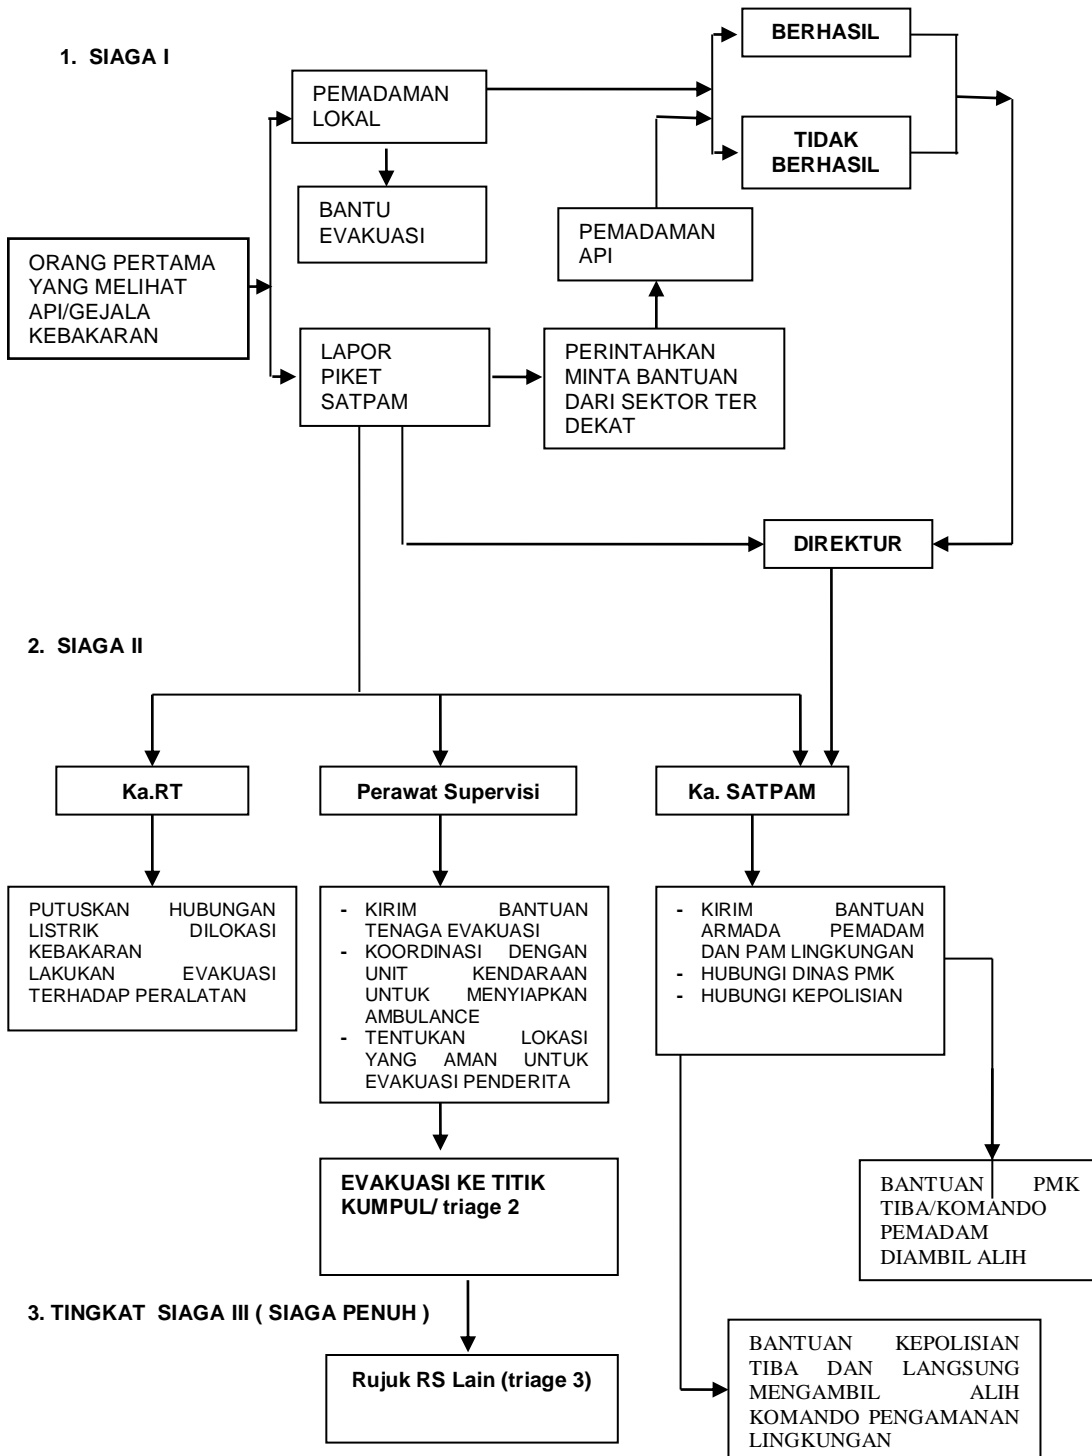 1. SIAGA I
BERHASIL
PEMADAMAN
LOKAL
TIDAK
BERHASIL
BANTU
EVAKUASI
PEMADAMAN
API
ORANG PERTAMA
YANG MELIHAT
API/GEJALA
KEBAKARAN
LAPOR
PIKET
SATPAM
PERINTAHKAN
MINTA BANTUAN
DARI SEKTOR TER
DEKAT
DIREKTUR
2. SIAGA II
Ka.RT
Perawat Supervisi
Ka. SATPAM
PUTUSKAN HUBUNGAN
LISTRIK DILOKASI
KEBAKARAN
LAKUKAN EVAKUASI
TERHADAP PERALATAN
- KIRIM BANTUAN
TENAGA EVAKUASI
- KOORDINASI DENGAN
UNIT KENDARAAN
UNTUK MENYIAPKAN
AMBULANCE
- TENTUKAN LOKASI
YANG AMAN UNTUK
EVAKUASI PENDERITA
- KIRIM BANTUAN
ARMADA PEMADAM
DAN PAM LINGKUNGAN
- HUBUNGI DINAS PMK
- HUBUNGI KEPOLISIAN
EVAKUASI KE TITIK
KUMPUL/ triage 2
BANTUAN PMK
TIBA/KOMANDO
PEMADAM
DIAMBIL ALIH
3. TINGKAT SIAGA III ( SIAGA PENUH )
Rujuk RS Lain (triage 3)
BANTUAN KEPOLISIAN
TIBA DAN LANGSUNG
MENGAMBIL ALIH
KOMANDO PENGAMANAN
LINGKUNGAN